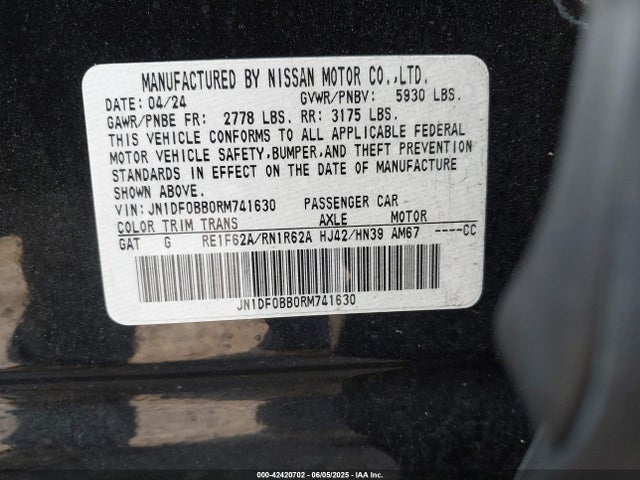 MANUFACTURED BY NISSAN MOTOR CO.,LTD.
DATE: 04/24 GVWR/PNBV: 5930 LBS.
GAWR/PNBE FR: 2778 LBS. RR: 3175 LBS.
THIS VEHICLE CONFORMS TO ALL APPLICABLE FEDERAL
MOTOR VEHICLE SAFETY,BUMPER,AND THEFT PREVENTION
STANDARDS IN EFFECT ON THE DATE OF MANUFACTURE
SHOWN ABOVE.
VIN: JN1DF0BB0RM741630 PASSENGER CAR
COLOR TRIM TRANS AXLE MOTOR
GAT G RE1F62A/RN1R62A HJ42/HN39 AM67 ----CC
JN1DF0BB0RM741630
000-42420702 - 06/05/2025 - IAAI.com